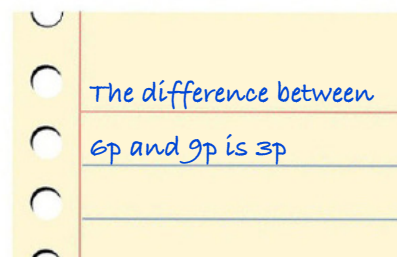 The difference between
6p and 9p is 3p